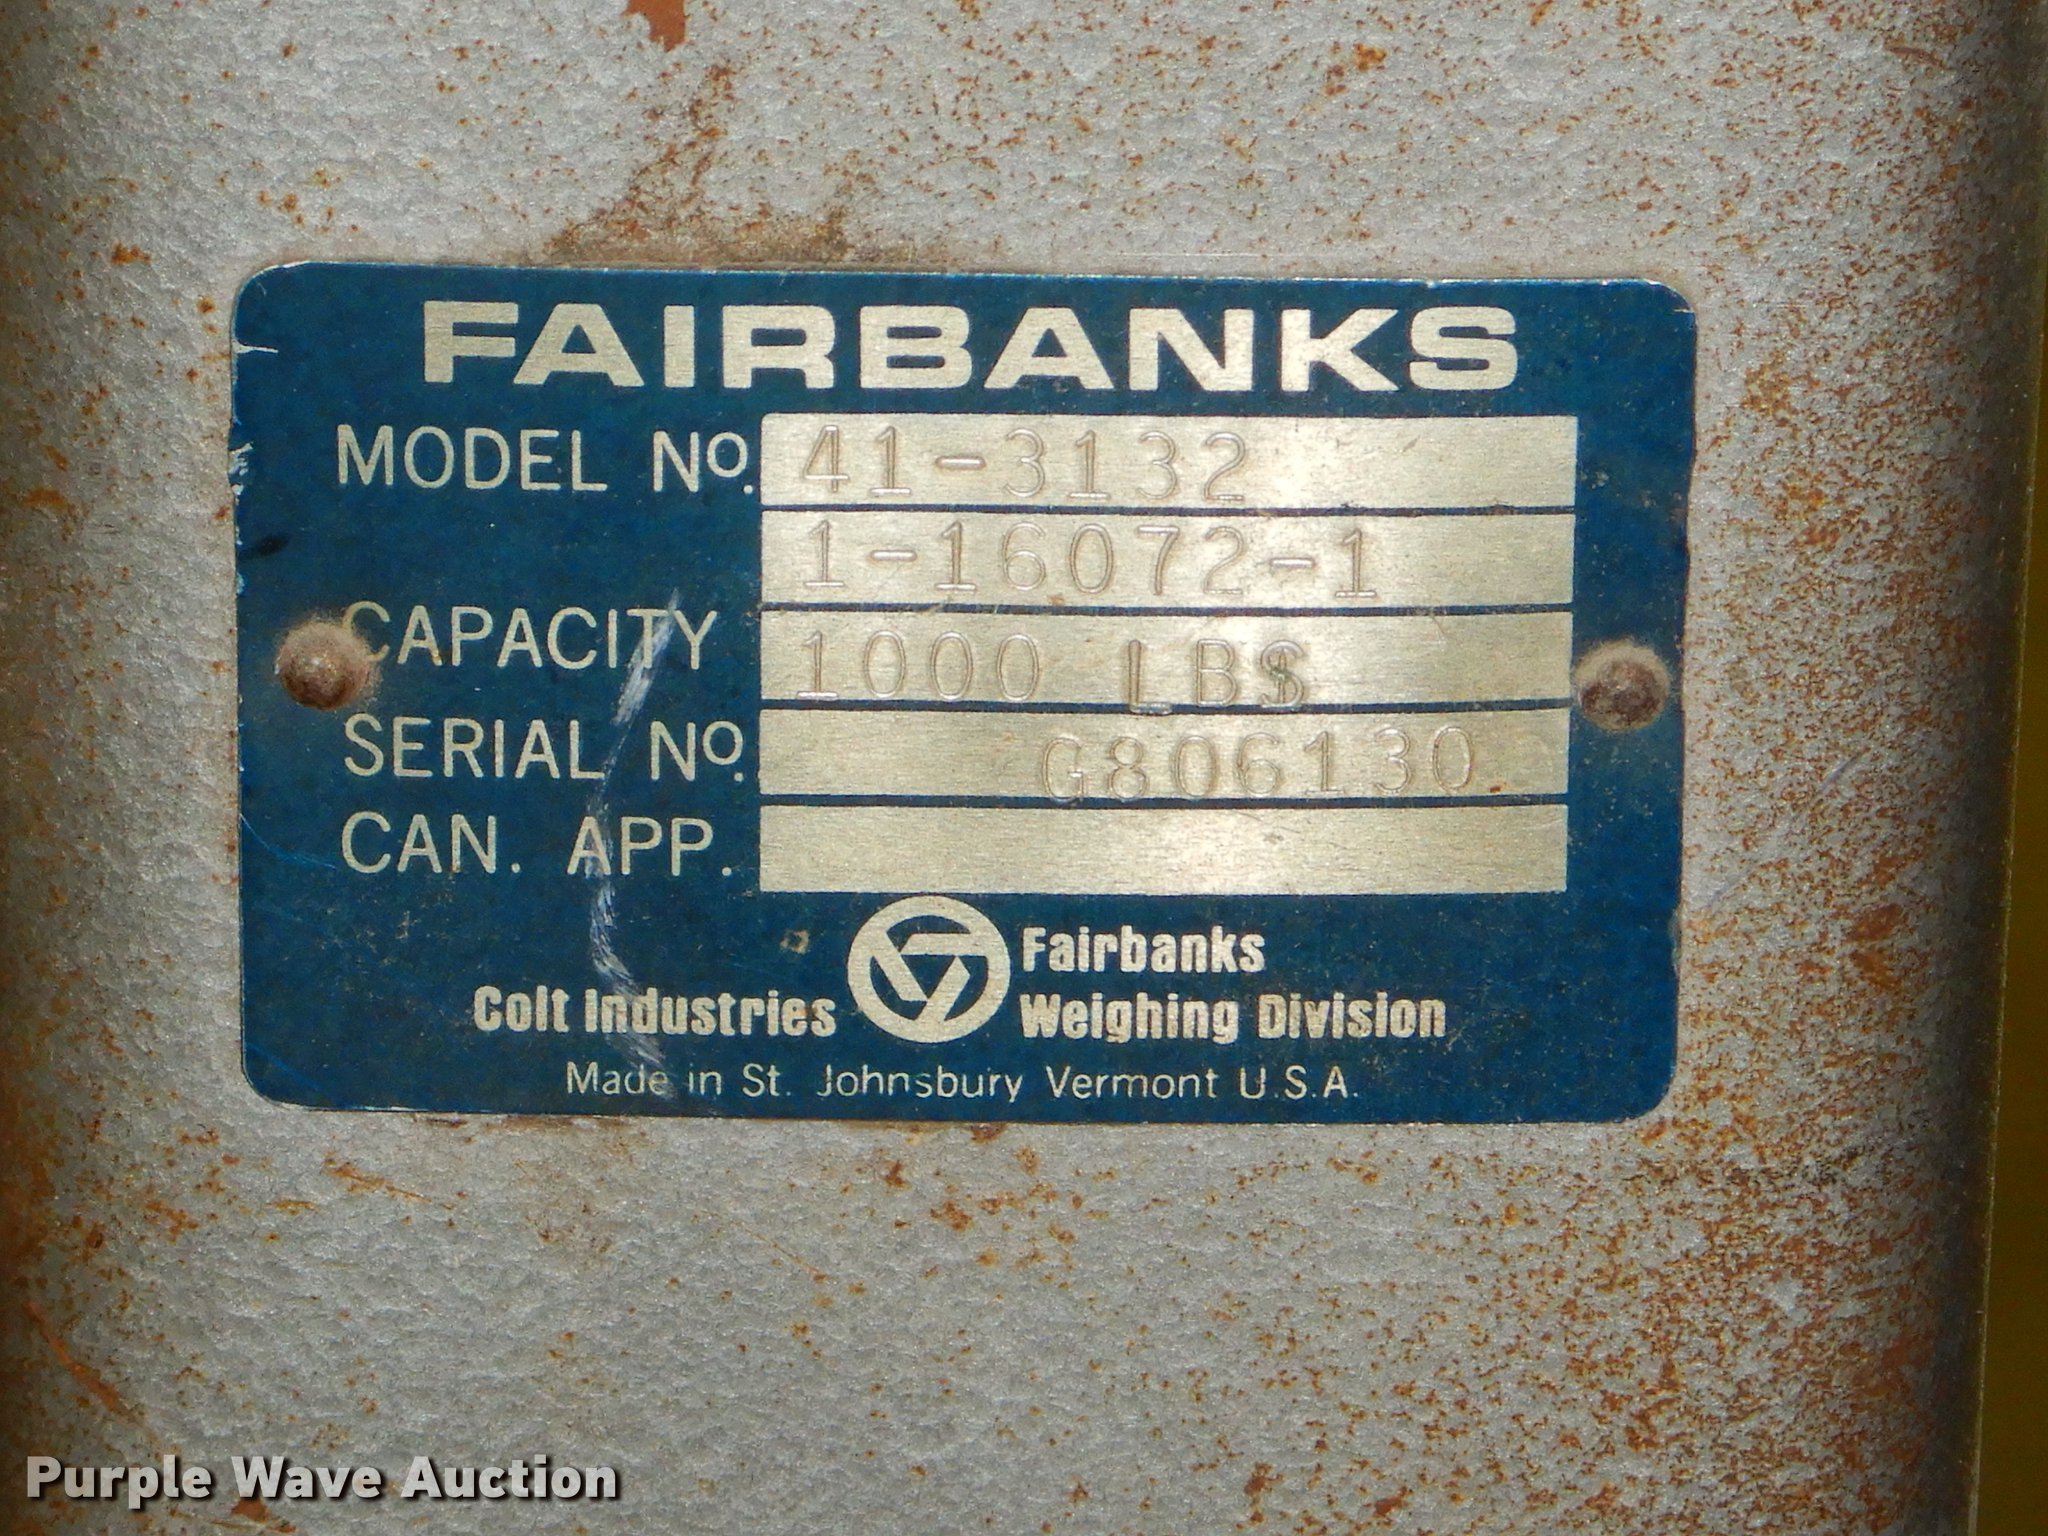 FAIRBANKS
MODEL No. 41-3132
1-16072-1
CAPACITY 1000 LBS
SERIAL No. G806130
CAN. APP.
Colt Industries Fairbanks Weighing Division
Made in St. Johnsbury Vermont U.S.A.
Purple Wave Auction